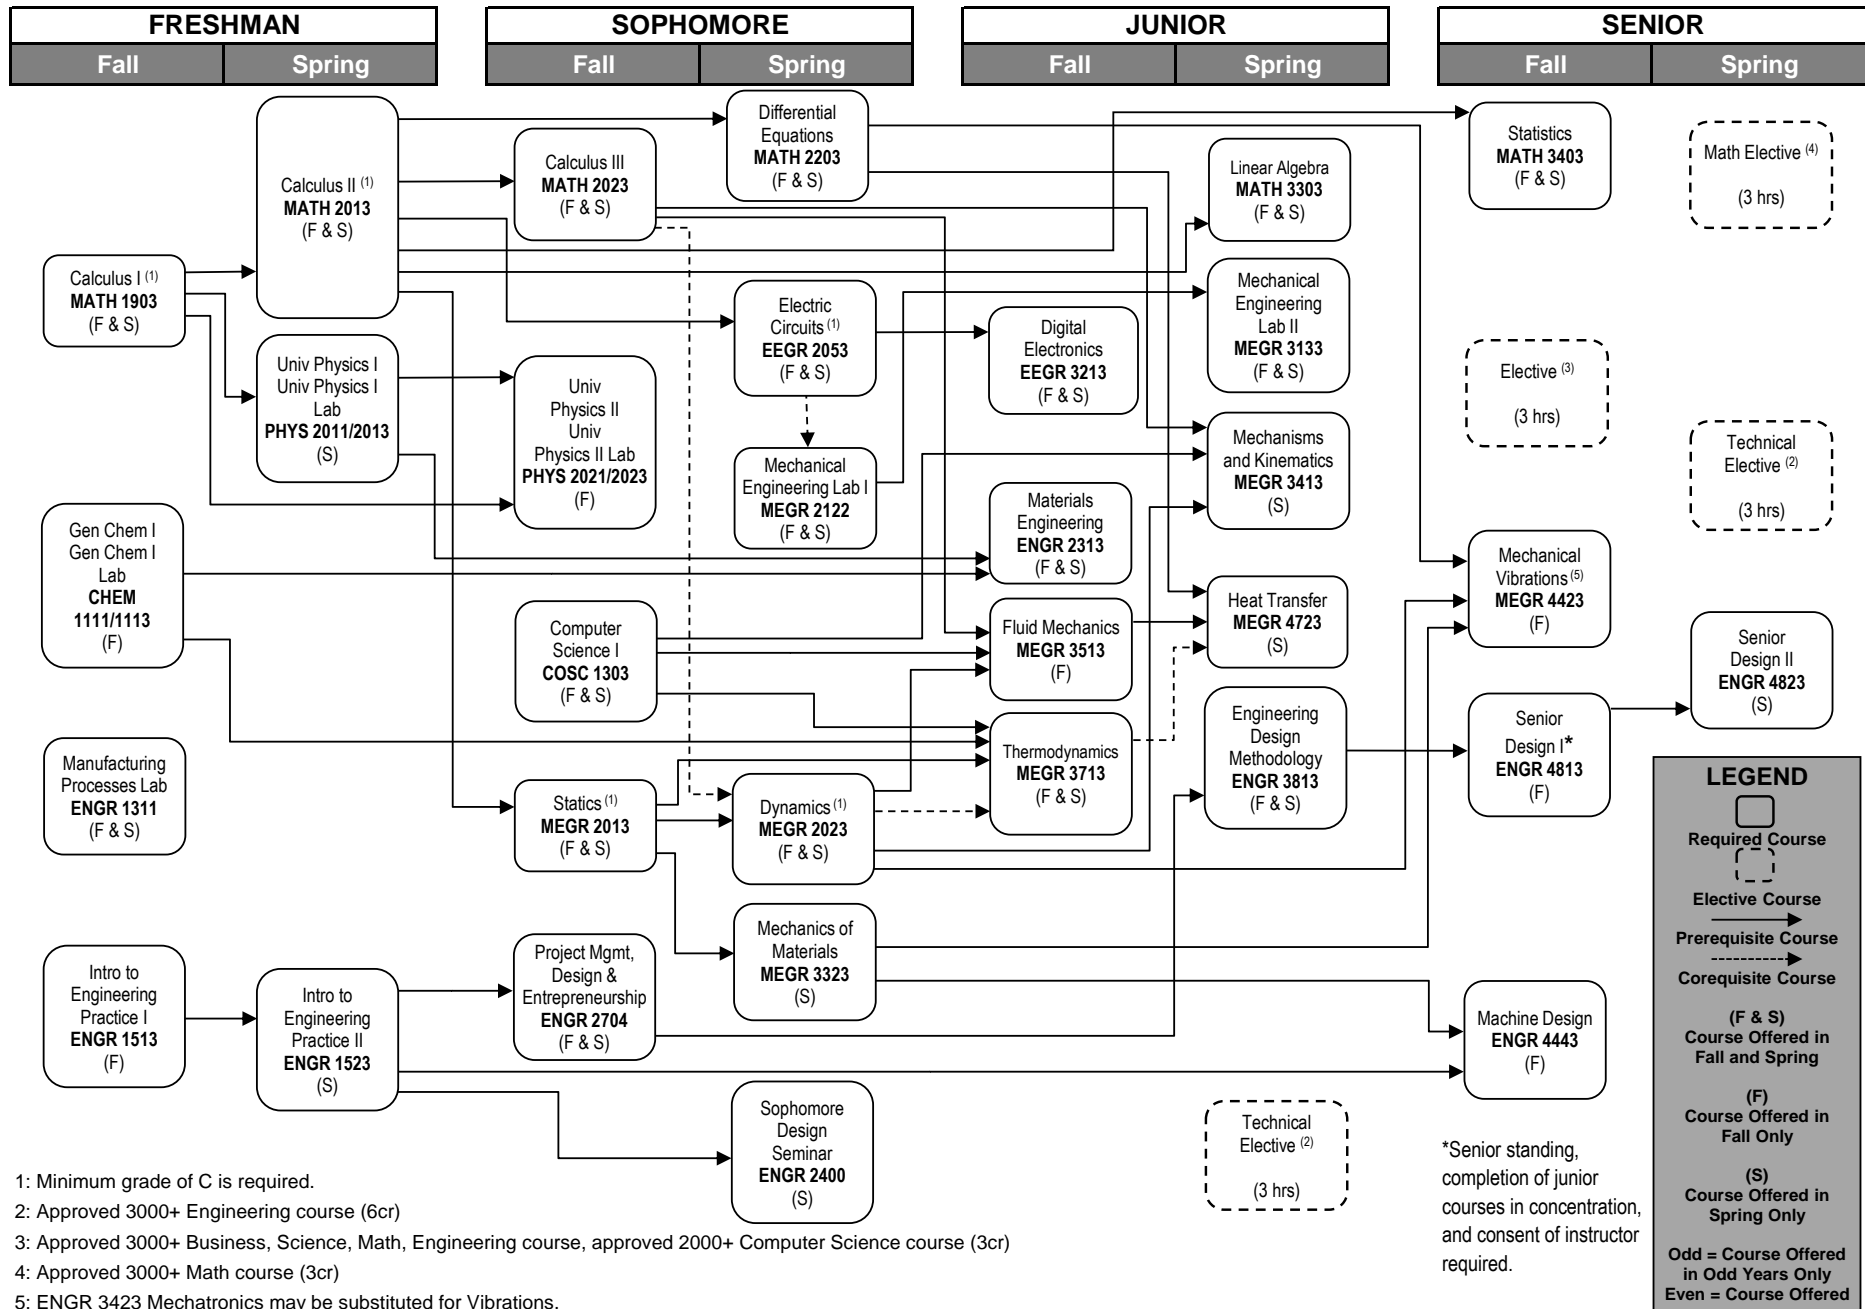 FRESHMAN
Fall
Spring
SOPHOMORE
Fall
Spring
JUNIOR
Fall
Spring
SENIOR
Fall
Spring
Calculus I (1)
MATH 1903
(F & S)
Gen Chem I
Gen Chem I
Lab
CHEM
1111/1113
(F)
Manufacturing
Processes Lab
ENGR 1311
(F & S)
Intro to
Engineering
Practice I
ENGR 1513
(F)
Calculus II (1)
MATH 2013
(F & S)
Univ Physics I
Univ Physics I
Lab
PHYS 2011/2013
(S)
Intro to
Engineering
Practice II
ENGR 1523
(S)
Calculus III
MATH 2023
(F & S)
Univ
Physics II
Univ
Physics II Lab
PHYS 2021/2023
(F)
Computer
Science I
COSC 1303
(F & S)
Statics (1)
MEGR 2013
(F & S)
Project Mgmt,
Design &
Entrepreneurship
ENGR 2704
(F & S)
Differential
Equations
MATH 2203
(F & S)
Electric
Circuits (1)
EEGR 2053
(F & S)
Mechanical
Engineering Lab I
MEGR 2122
(F & S)
Dynamics (1)
MEGR 2023
(F & S)
Mechanics of
Materials
MEGR 3323
(S)
Sophomore
Design
Seminar
ENGR 2400
(S)
Digital
Electronics
EEGR 3213
(F & S)
Materials
Engineering
ENGR 2313
(F & S)
Fluid Mechanics
MEGR 3513
(F)
Thermodynamics
MEGR 3713
(F & S)
Linear Algebra
MATH 3303
(F & S)
Mechanical
Engineering
Lab II
MEGR 3133
(F & S)
Mechanisms
and Kinematics
MEGR 3413
(S)
Heat Transfer
MEGR 4723
(S)
Engineering
Design
Methodology
ENGR 3813
(F & S)
Technical
Elective (2)
(3 hrs)
Statistics
MATH 3403
(F & S)
Elective (3)
(3 hrs)
Mechanical
Vibrations (5)
MEGR 4423
(F)
Senior
Design I*
ENGR 4813
(F)
Machine Design
ENGR 4443
(F)
*Senior standing,
completion of junior
courses in concentration,
and consent of instructor
required.
Math Elective (4)
(3 hrs)
Technical
Elective (2)
(3 hrs)
Senior
Design II
ENGR 4823
(S)
LEGEND
Required Course
Elective Course
Prerequisite Course
Corequisite Course
(F & S)
Course Offered in
Fall and Spring
(F)
Course Offered in
Fall Only
(S)
Course Offered in
Spring Only
Odd = Course Offered
in Odd Years Only
Even = Course Offered
1: Minimum grade of C is required.
2: Approved 3000+ Engineering course (6cr)
3: Approved 3000+ Business, Science, Math, Engineering course, approved 2000+ Computer Science course (3cr)
4: Approved 3000+ Math course (3cr)
5: ENGR 3423 Mechatronics may be substituted for Vibrations.